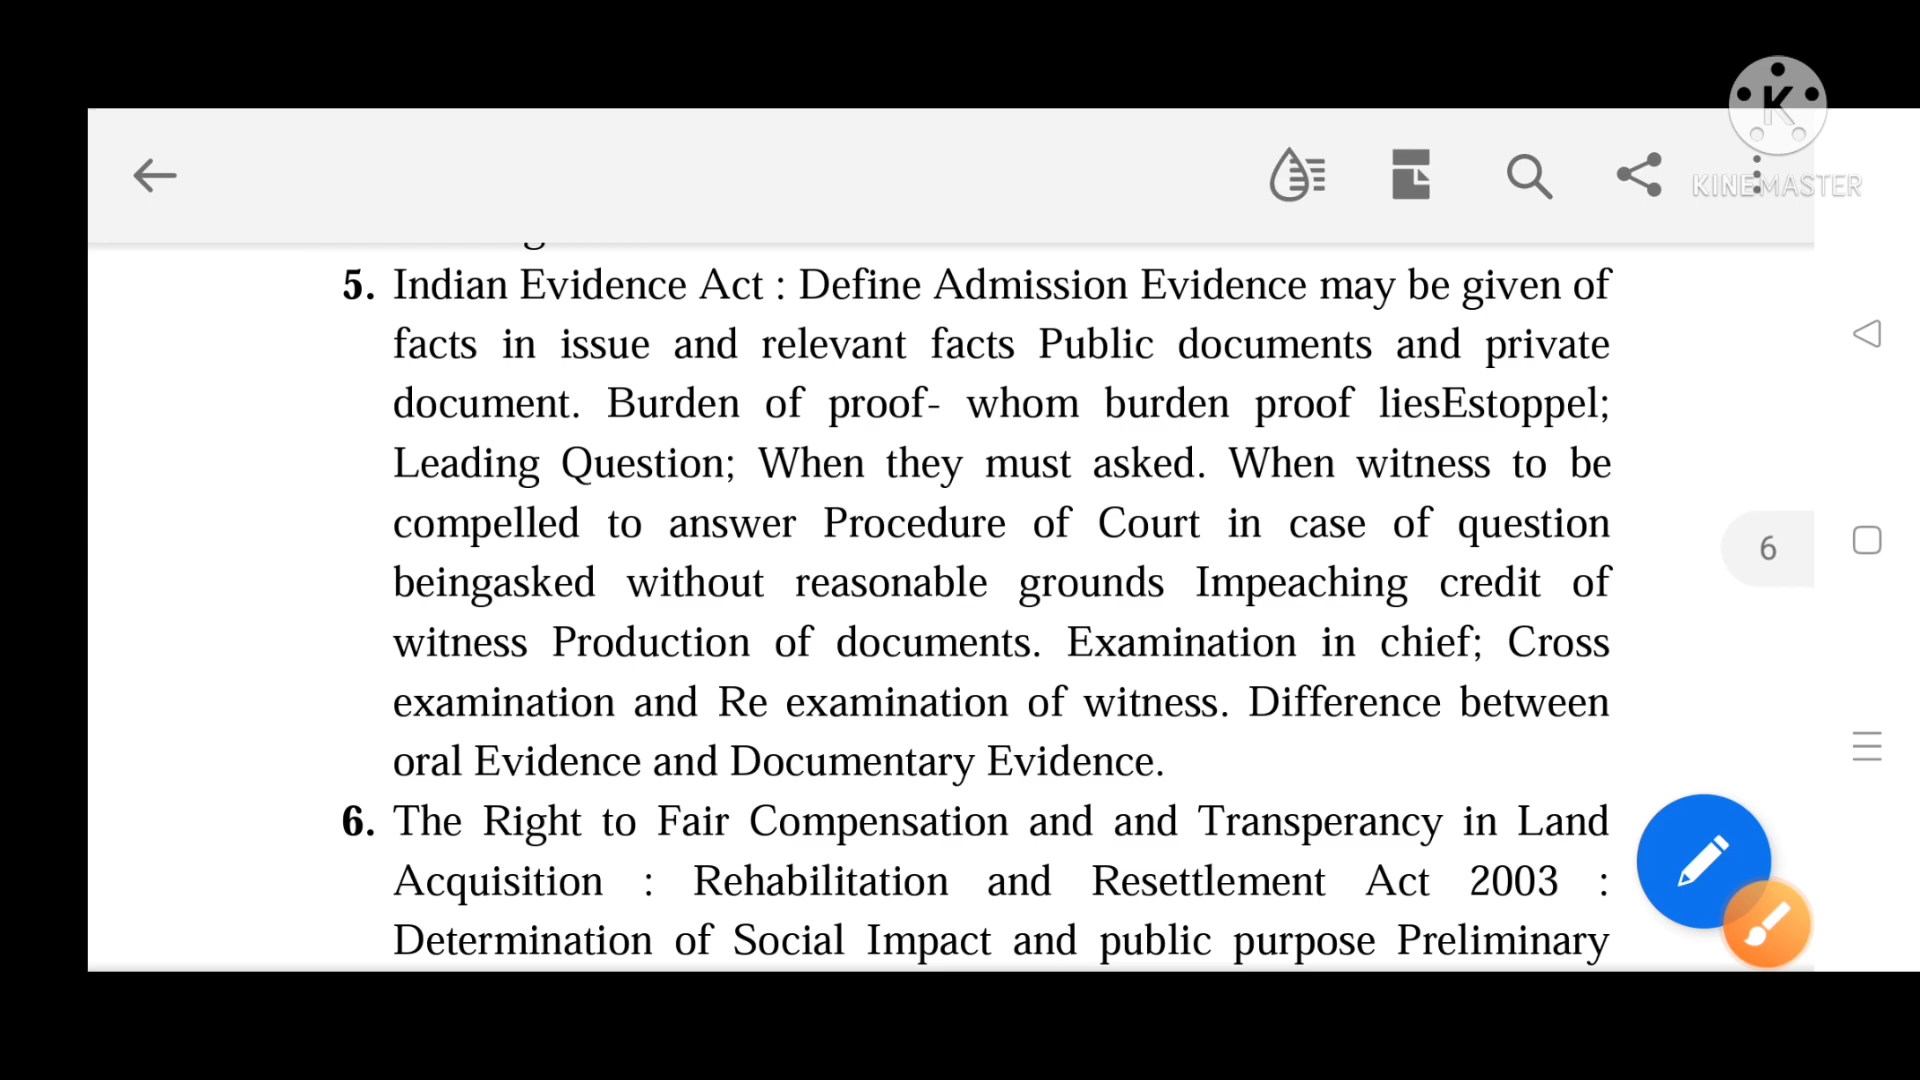 K
KINEMASTER
5. Indian Evidence Act : Define Admission Evidence may be given of
facts in issue and relevant facts Public documents and private
document. Burden of proof- whom burden proof liesEstoppel;
Leading Question; When they must asked. When witness to be
compelled to answer Procedure of Court in case of question
beingasked without reasonable grounds Impeaching credit of
witness Production of documents. Examination in chief; Cross
examination and Re examination of witness. Difference between
oral Evidence and Documentary Evidence.
6. The Right to Fair Compensation and and Transperancy in Land
Acquisition : Rehabilitation and Resettlement Act 2003 :
Determination of Social Impact and public purpose Preliminary
6